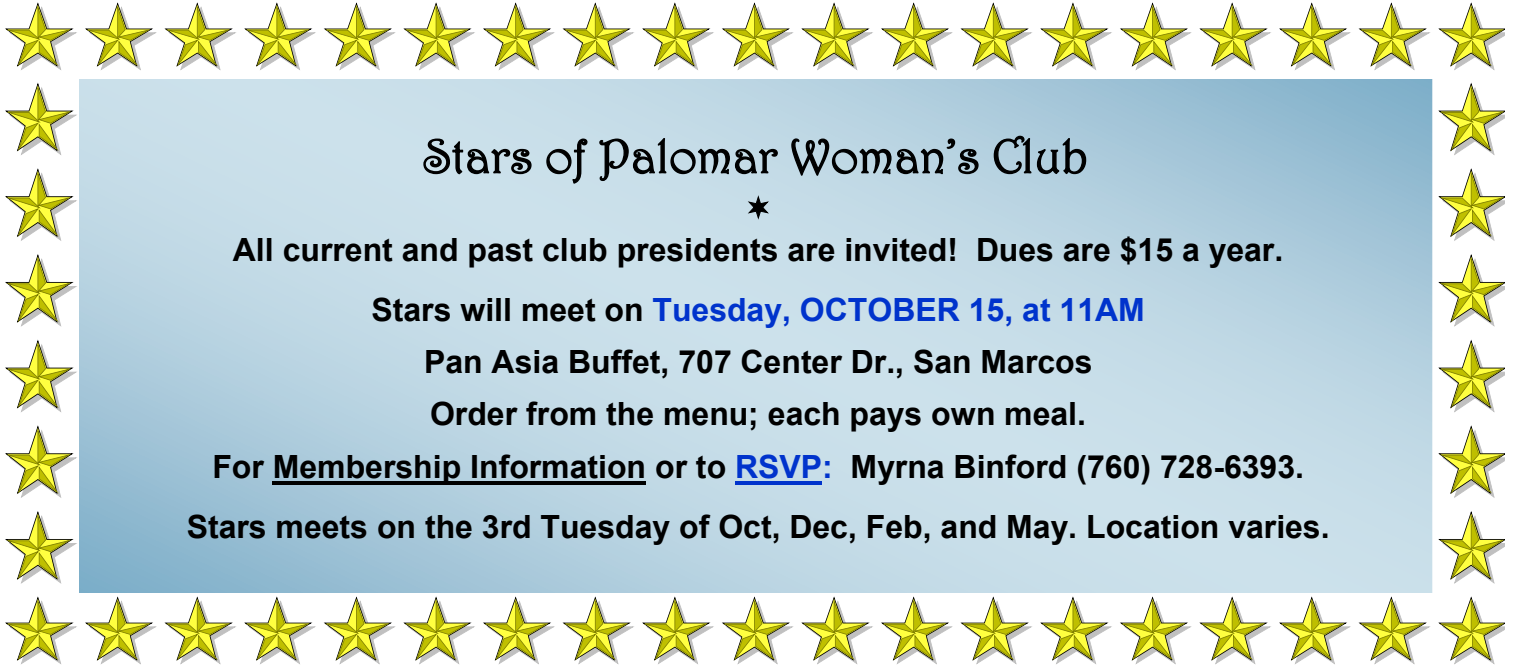 Stars of Palomar Woman's Club
✶
All current and past club presidents are invited!  Dues are $15 a year.
Stars will meet on Tuesday, OCTOBER 15, at 11AM
Pan Asia Buffet, 707 Center Dr., San Marcos
Order from the menu; each pays own meal.
For Membership Information or to RSVP:  Myrna Binford (760) 728-6393.
Stars meets on the 3rd Tuesday of Oct, Dec, Feb, and May. Location varies.